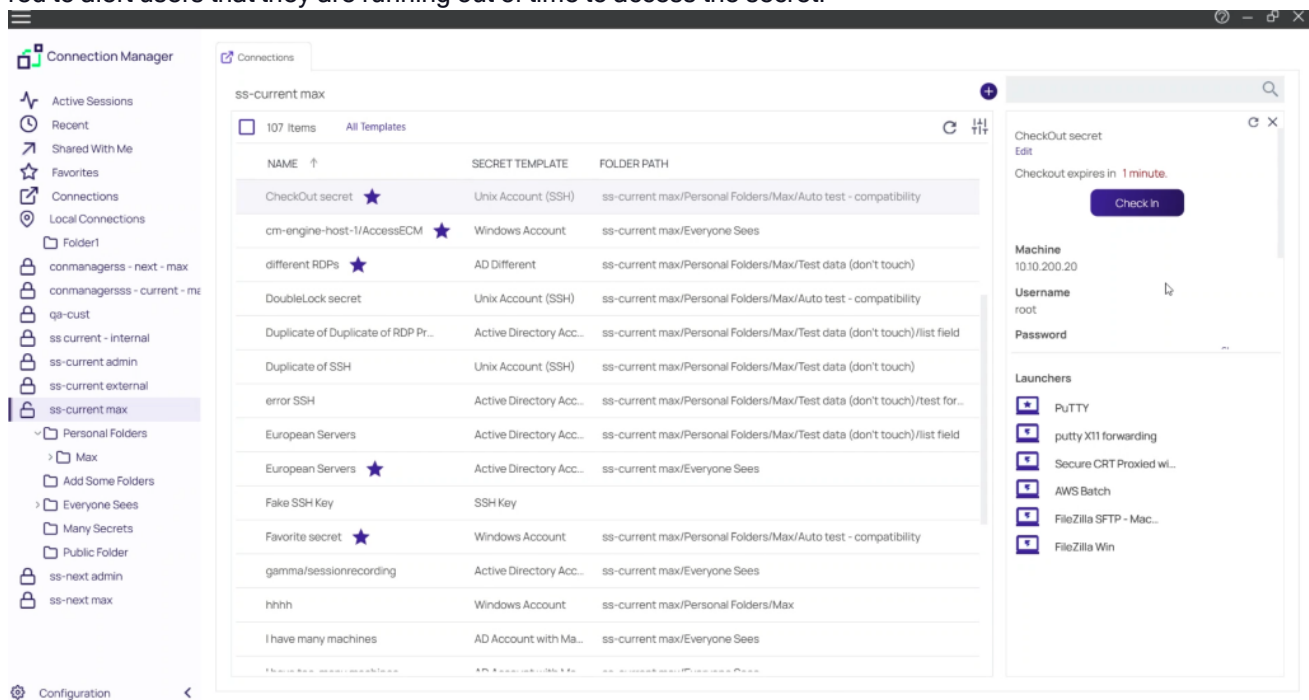 red to alert users that they are running out of time to access the secret.
Connection Manager
Active Sessions
Recent
Shared With Me
Favorites
Connections
Local Connections
Folder1
conmanagerss - next - max
conmanagersss - current - ma
qa-cust
ss current - internal
ss-current admin
ss-current external
ss-current max
Personal Folders
Max
Add Some Folders
Everyone Sees
Many Secrets
Public Folder
ss-next admin
ss-next max
Configuration
Connections
ss-current max
107 Items All Templates
NAME SECRET TEMPLATE FOLDER PATH
CheckOut secret Unix Account (SSH) ss-current max/Personal Folders/Max/Auto test - compatibility
cm-engine-host-1/AccessECM Windows Account ss-current max/Everyone Sees
different RDPs AD Different ss-current max/Personal Folders/Max/Test data (don't touch)
DoubleLock secret Unix Account (SSH) ss-current max/Personal Folders/Max/Auto test - compatibility
Duplicate of Duplicate of RDP Pr... Active Directory Acc... ss-current max/Personal Folders/Max/Test data (don't touch)/list field
Duplicate of SSH Unix Account (SSH) ss-current max/Personal Folders/Max/Test data (don't touch)
error SSH Active Directory Acc... ss-current max/Personal Folders/Max/Test data (don't touch)/test for...
European Servers Active Directory Acc... ss-current max/Personal Folders/Max/Test data (don't touch)/list field
European Servers Active Directory Acc... ss-current max/Everyone Sees
Fake SSH Key SSH Key
Favorite secret Windows Account ss-current max/Personal Folders/Max/Auto test - compatibility
gamma/sessionrecording Active Directory Acc... ss-current max/Everyone Sees
hhhh Windows Account ss-current max/Personal Folders/Max
I have many machines AD Account with Ma... ss-current max/Everyone Sees
CheckOut secret
Edit
Checkout expires in 1 minute.
Check In
Machine
10.10.200.20
Username
root
Password
Launchers
PuTTY
putty X11 forwarding
Secure CRT Proxied wi...
AWS Batch
FileZilla SFTP - Mac...
FileZilla Win